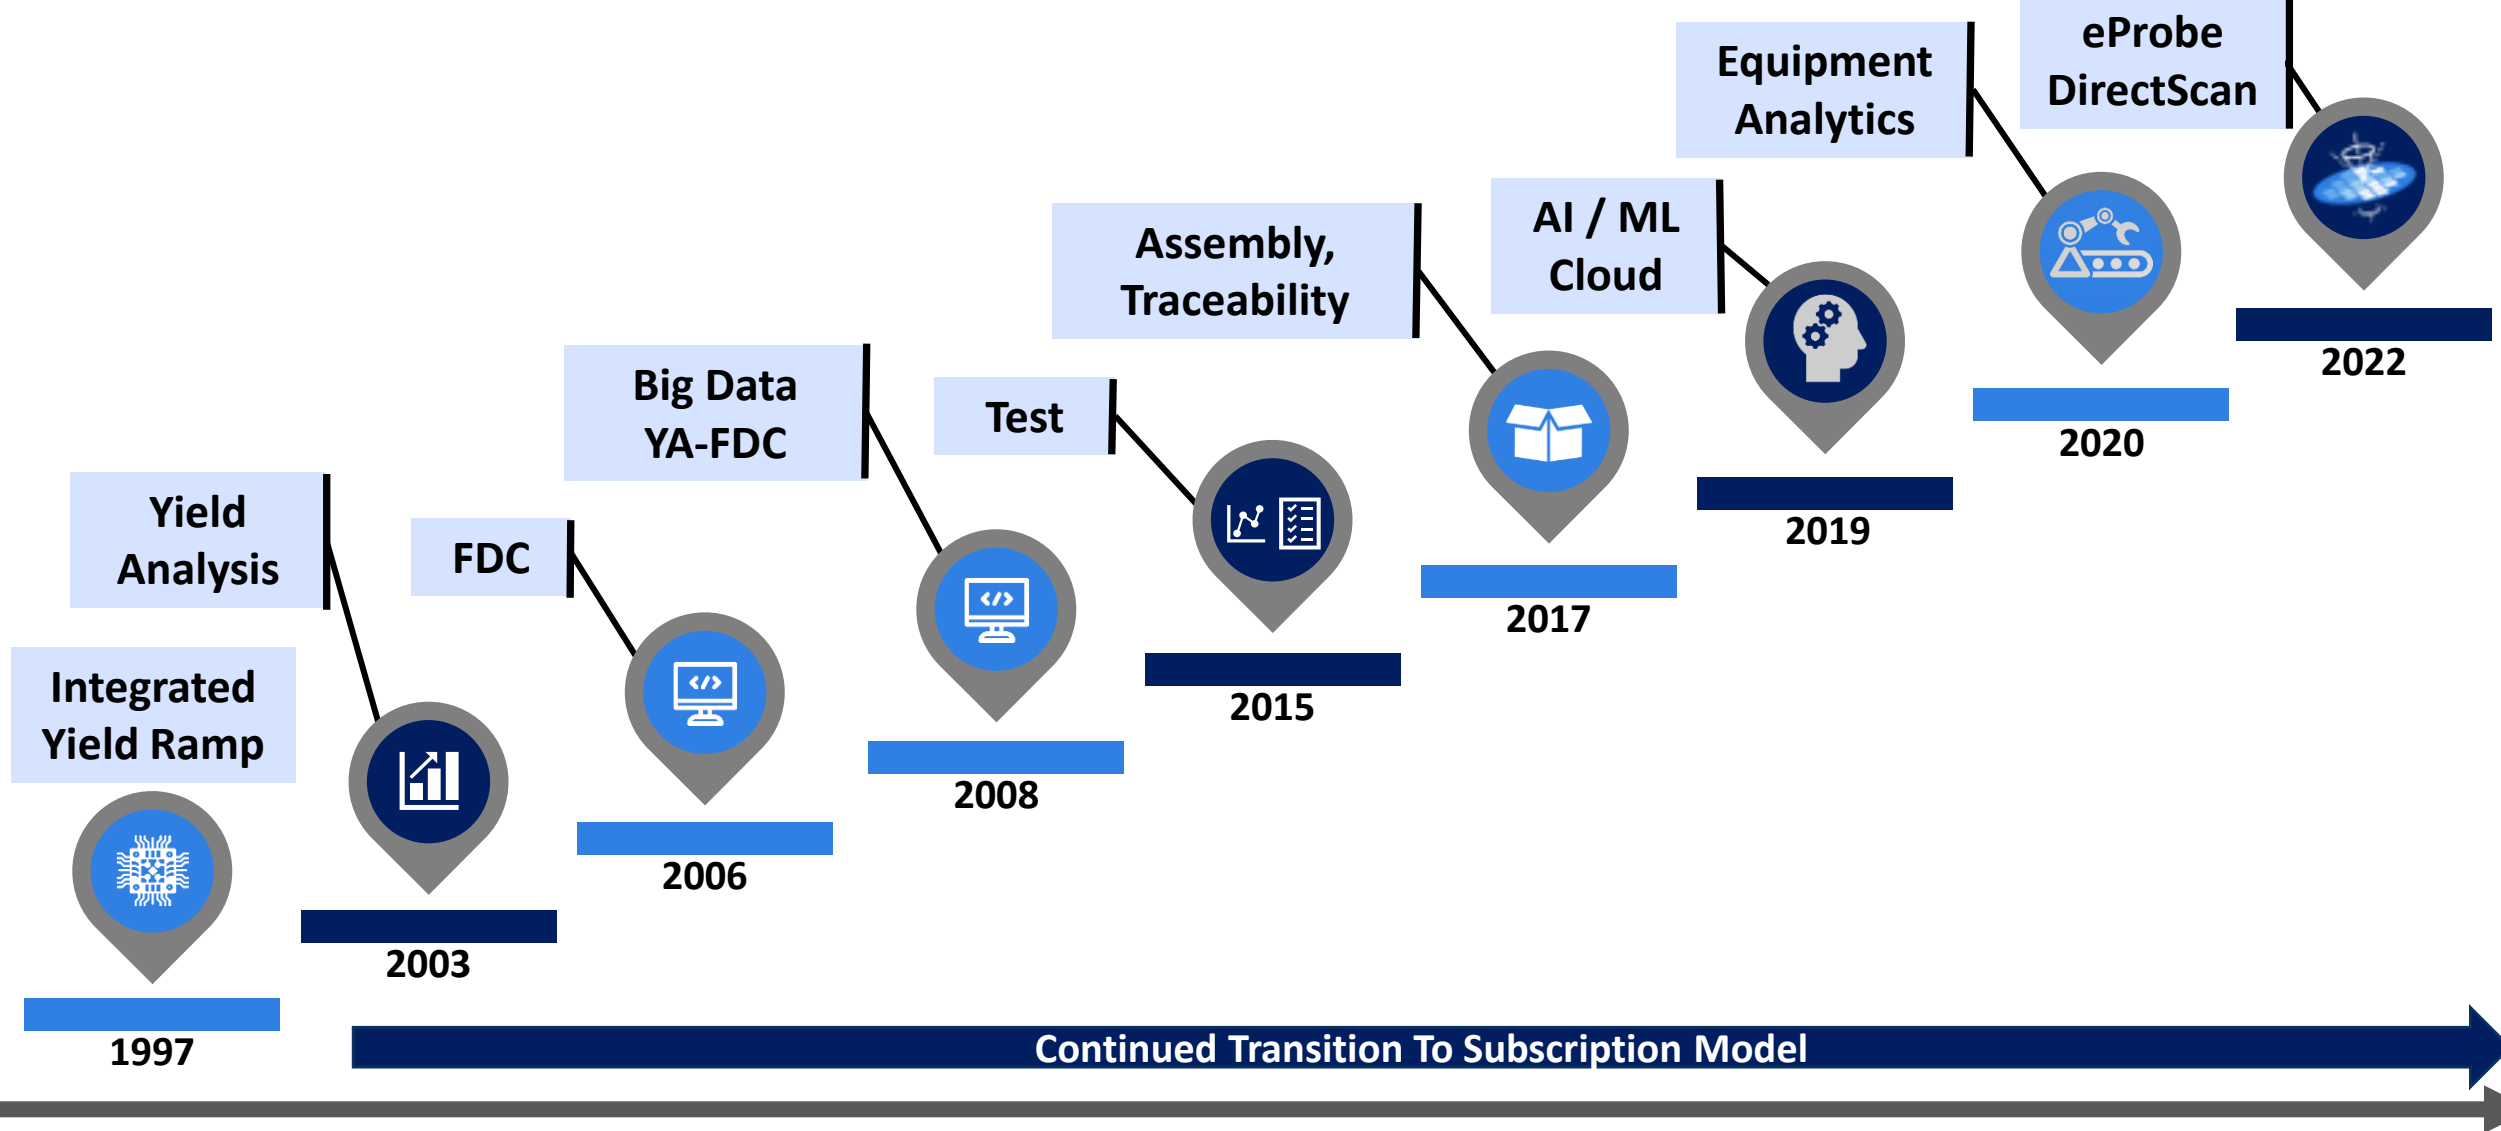 Integrated
Yield Ramp
1997
Yield
Analysis
2003
FDC
2006
Big Data
YA-FDC
2008
Test
2015
Assembly,
Traceability
2017
AI / ML
Cloud
2019
Equipment
Analytics
2020
eProbe
DirectScan
2022
Continued Transition To Subscription Model